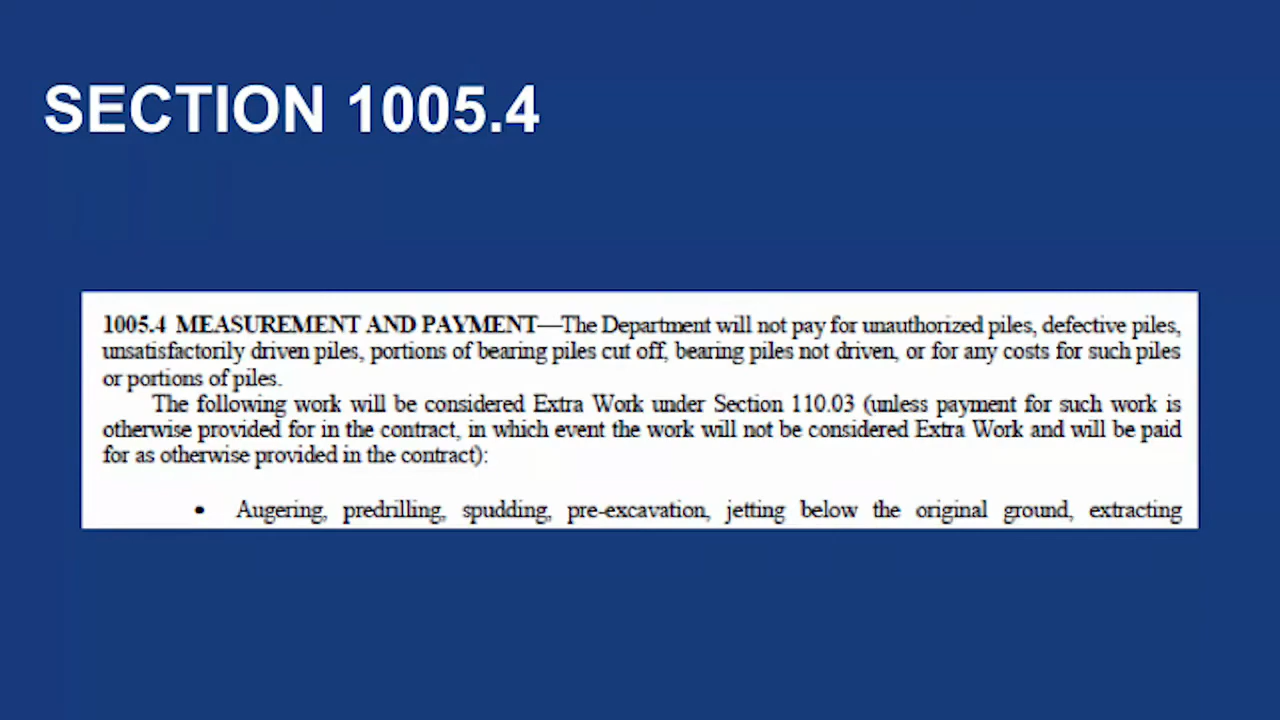 SECTION 1005.4
1005.4 MEASUREMENT AND PAYMENT—The Department will not pay for unauthorized piles, defective piles,
unsatisfactorily driven piles, portions of bearing piles cut off, bearing piles not driven, or for any costs for such piles
or portions of piles.
The following work will be considered Extra Work under Section 110.03 (unless payment for such work is
otherwise provided for in the contract, in which event the work will not be considered Extra Work and will be paid
for as otherwise provided in the contract):
• Augering, predrilling, spudding, pre-excavation, jetting below the original ground, extracting